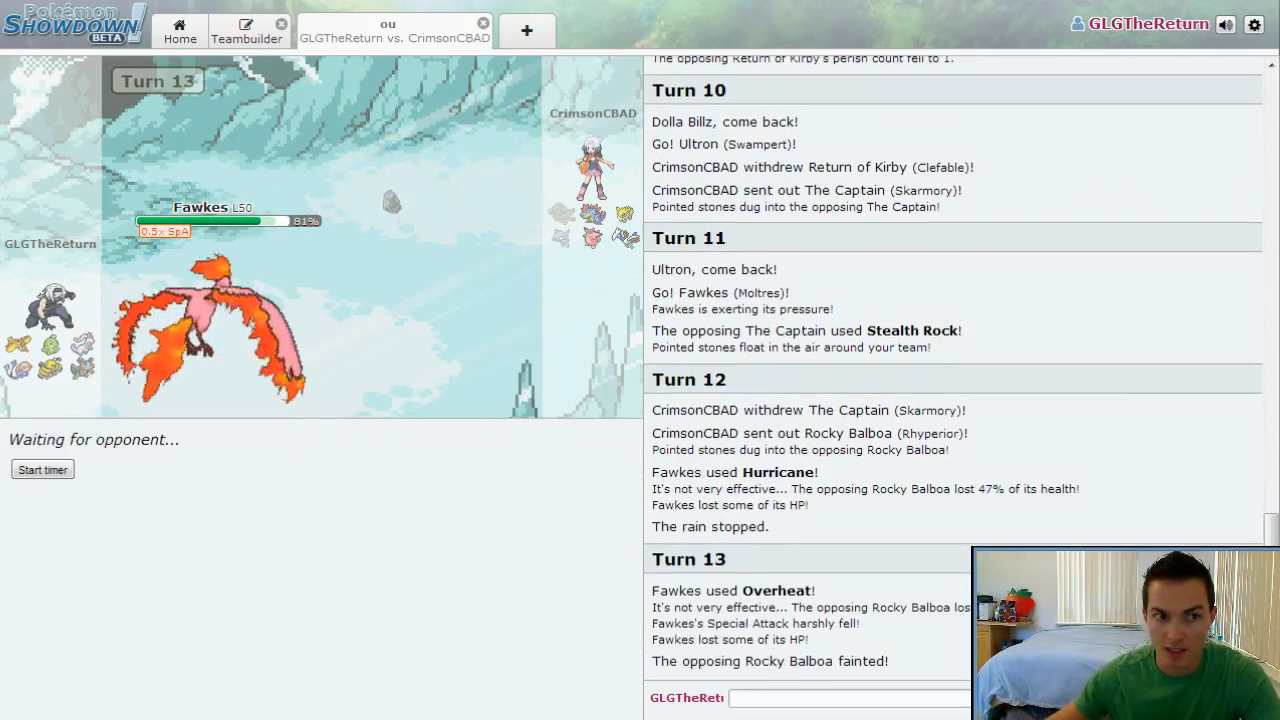 Pokémon
SHOWDOWN!
BETA
Home
Teambuilder
ou
GLGTheReturn vs. CrimsonCBAD
+
GLGTheReturn
Turn 13
CrimsonCBAD
Fawkes L50
81%
0.5x SpA
GLGTheReturn
Waiting for opponent...
Start timer
The opposing Return of Kirby's perish count fell to 1.
Turn 10
Dolla Billz, come back!
Go! Ultron (Swampert)!
CrimsonCBAD withdrew Return of Kirby (Clefable)!
CrimsonCBAD sent out The Captain (Skarmory)!
Pointed stones dug into the opposing The Captain!
Turn 11
Ultron, come back!
Go! Fawkes (Moltres)!
Fawkes is exerting its pressure!
The opposing The Captain used Stealth Rock!
Pointed stones float in the air around your team!
Turn 12
CrimsonCBAD withdrew The Captain (Skarmory)!
CrimsonCBAD sent out Rocky Balboa (Rhyperior)!
Pointed stones dug into the opposing Rocky Balboa!
Fawkes used Hurricane!
It's not very effective... The opposing Rocky Balboa lost 47% of its health!
Fawkes lost some of its HP!
The rain stopped.
Turn 13
Fawkes used Overheat!
It's not very effective... The opposing Rocky Balboa los
Fawkes's Special Attack harshly fell!
Fawkes lost some of its HP!
The opposing Rocky Balboa fainted!
GLGTheRetu